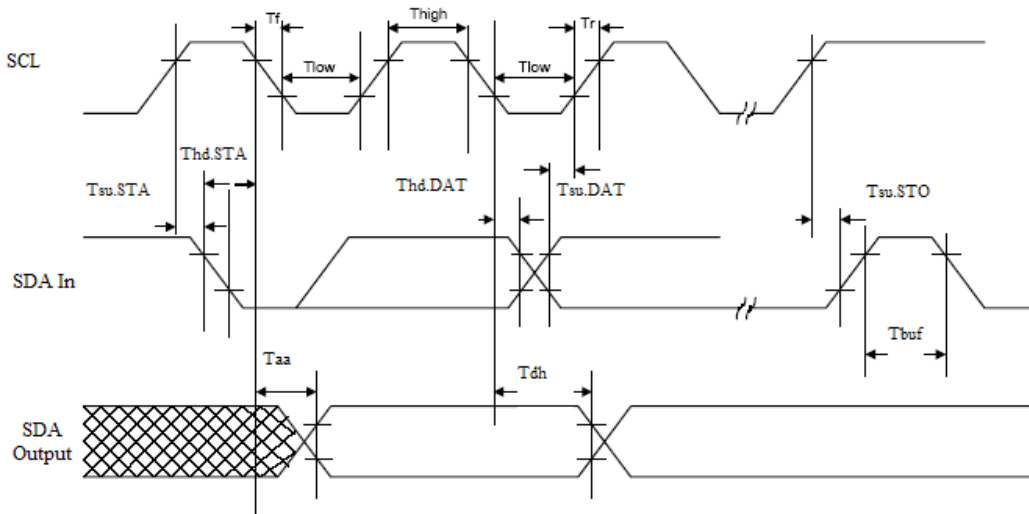 Tf
Thigh
Tr
SCL
Tlow
Tlow
Thd.STA
Tsu.STA
Thd.DAT
Tsu.DAT
Tsu.STO
SDA In
Tbuf
Taa
Tdh
SDA
Output